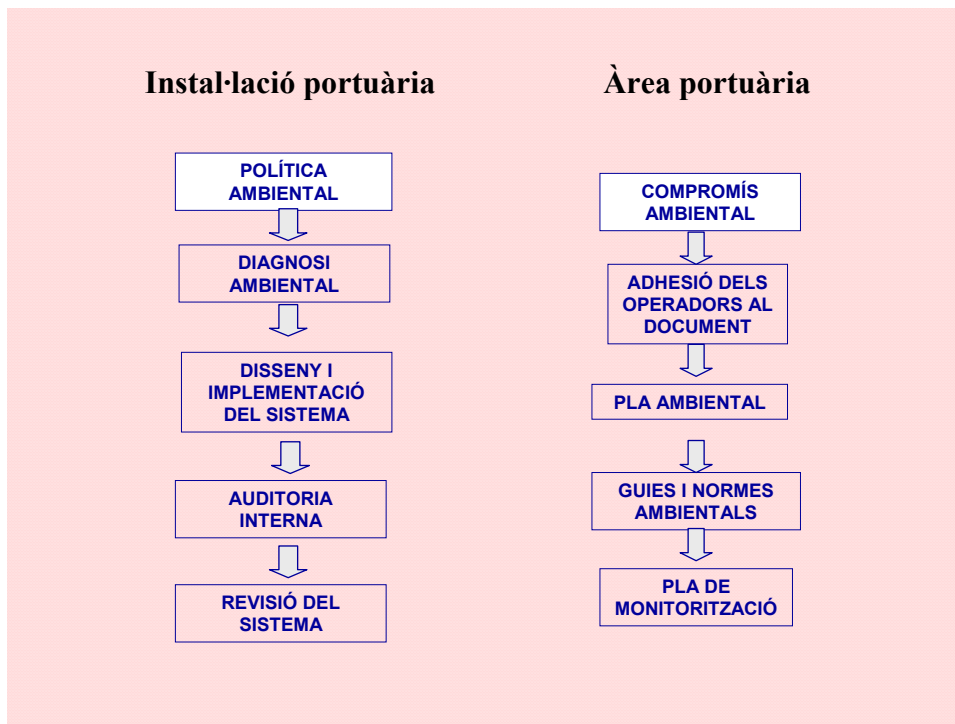 Instal·lació portuària
POLÍTICA
AMBIENTAL
DIAGNOSI
AMBIENTAL
DISSENY I
IMPLEMENTACIÓ
DEL SISTEMA
AUDITORIA
INTERNA
REVISIÓ DEL
SISTEMA
Àrea portuària
COMPROMÍS
AMBIENTAL
ADHESIÓ DELS
OPERADORS AL
DOCUMENT
PLA AMBIENTAL
GUIES I NORMES
AMBIENTALS
PLA DE
MONITORITZACIÓ